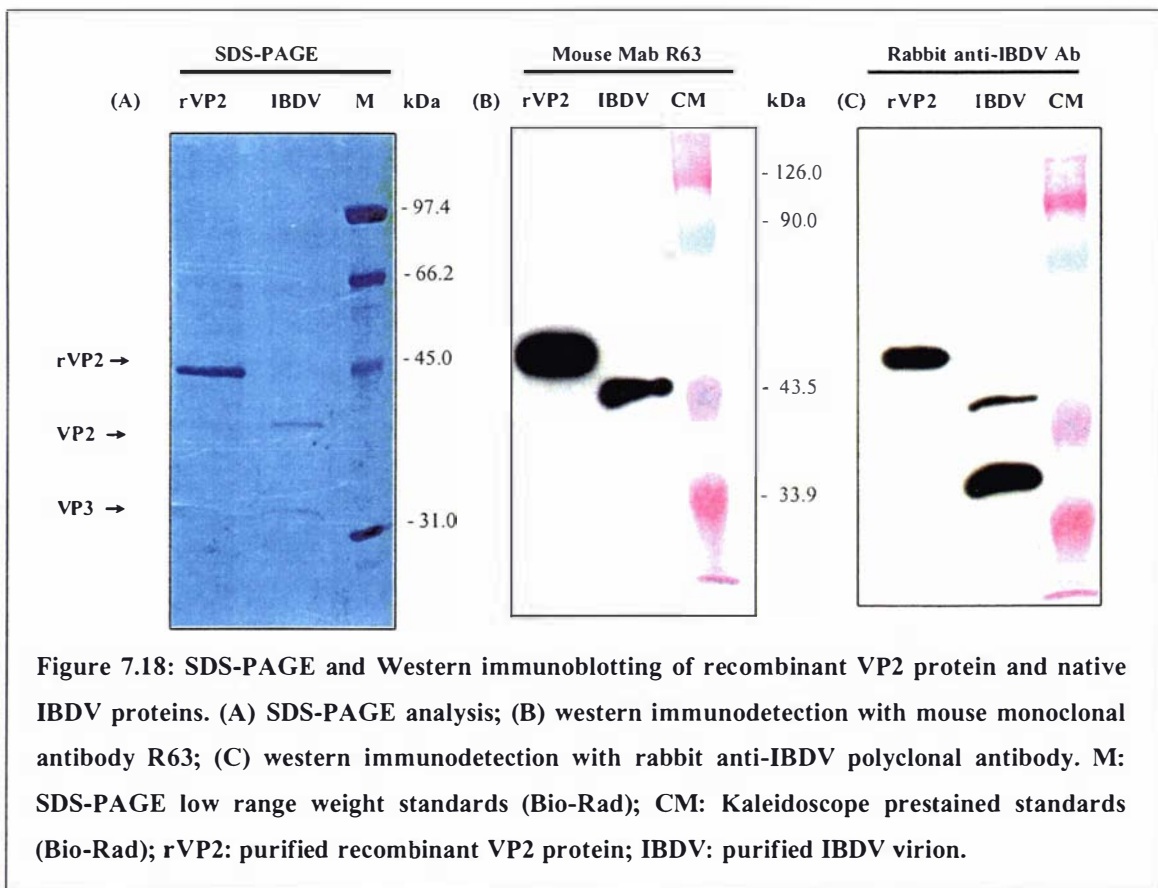 SDS-PAGE
Mouse Mab R63
Rabbit anti-IBDV Ab
(A) rVP2 IBDV M kDa (B) rVP2 IBDV CM kDa (C) rVP2 IBDV CM
- 126.0
- 97.4
- 90.0
- 66.2
rVP2 →
- 45.0
- 43.5
VP2 →
- 33.9
VP3 →
- 31.0
Figure 7.18: SDS-PAGE and Western immunoblotting of recombinant VP2 protein and native
IBDV proteins. (A) SDS-PAGE analysis; (B) western immunodetection with mouse monoclonal
antibody R63; (C) western immunodetection with rabbit anti-IBDV polyclonal antibody. M:
SDS-PAGE low range weight standards (Bio-Rad); CM: Kaleidoscope prestained standards
(Bio-Rad); rVP2: purified recombinant VP2 protein; IBDV: purified IBDV virion.